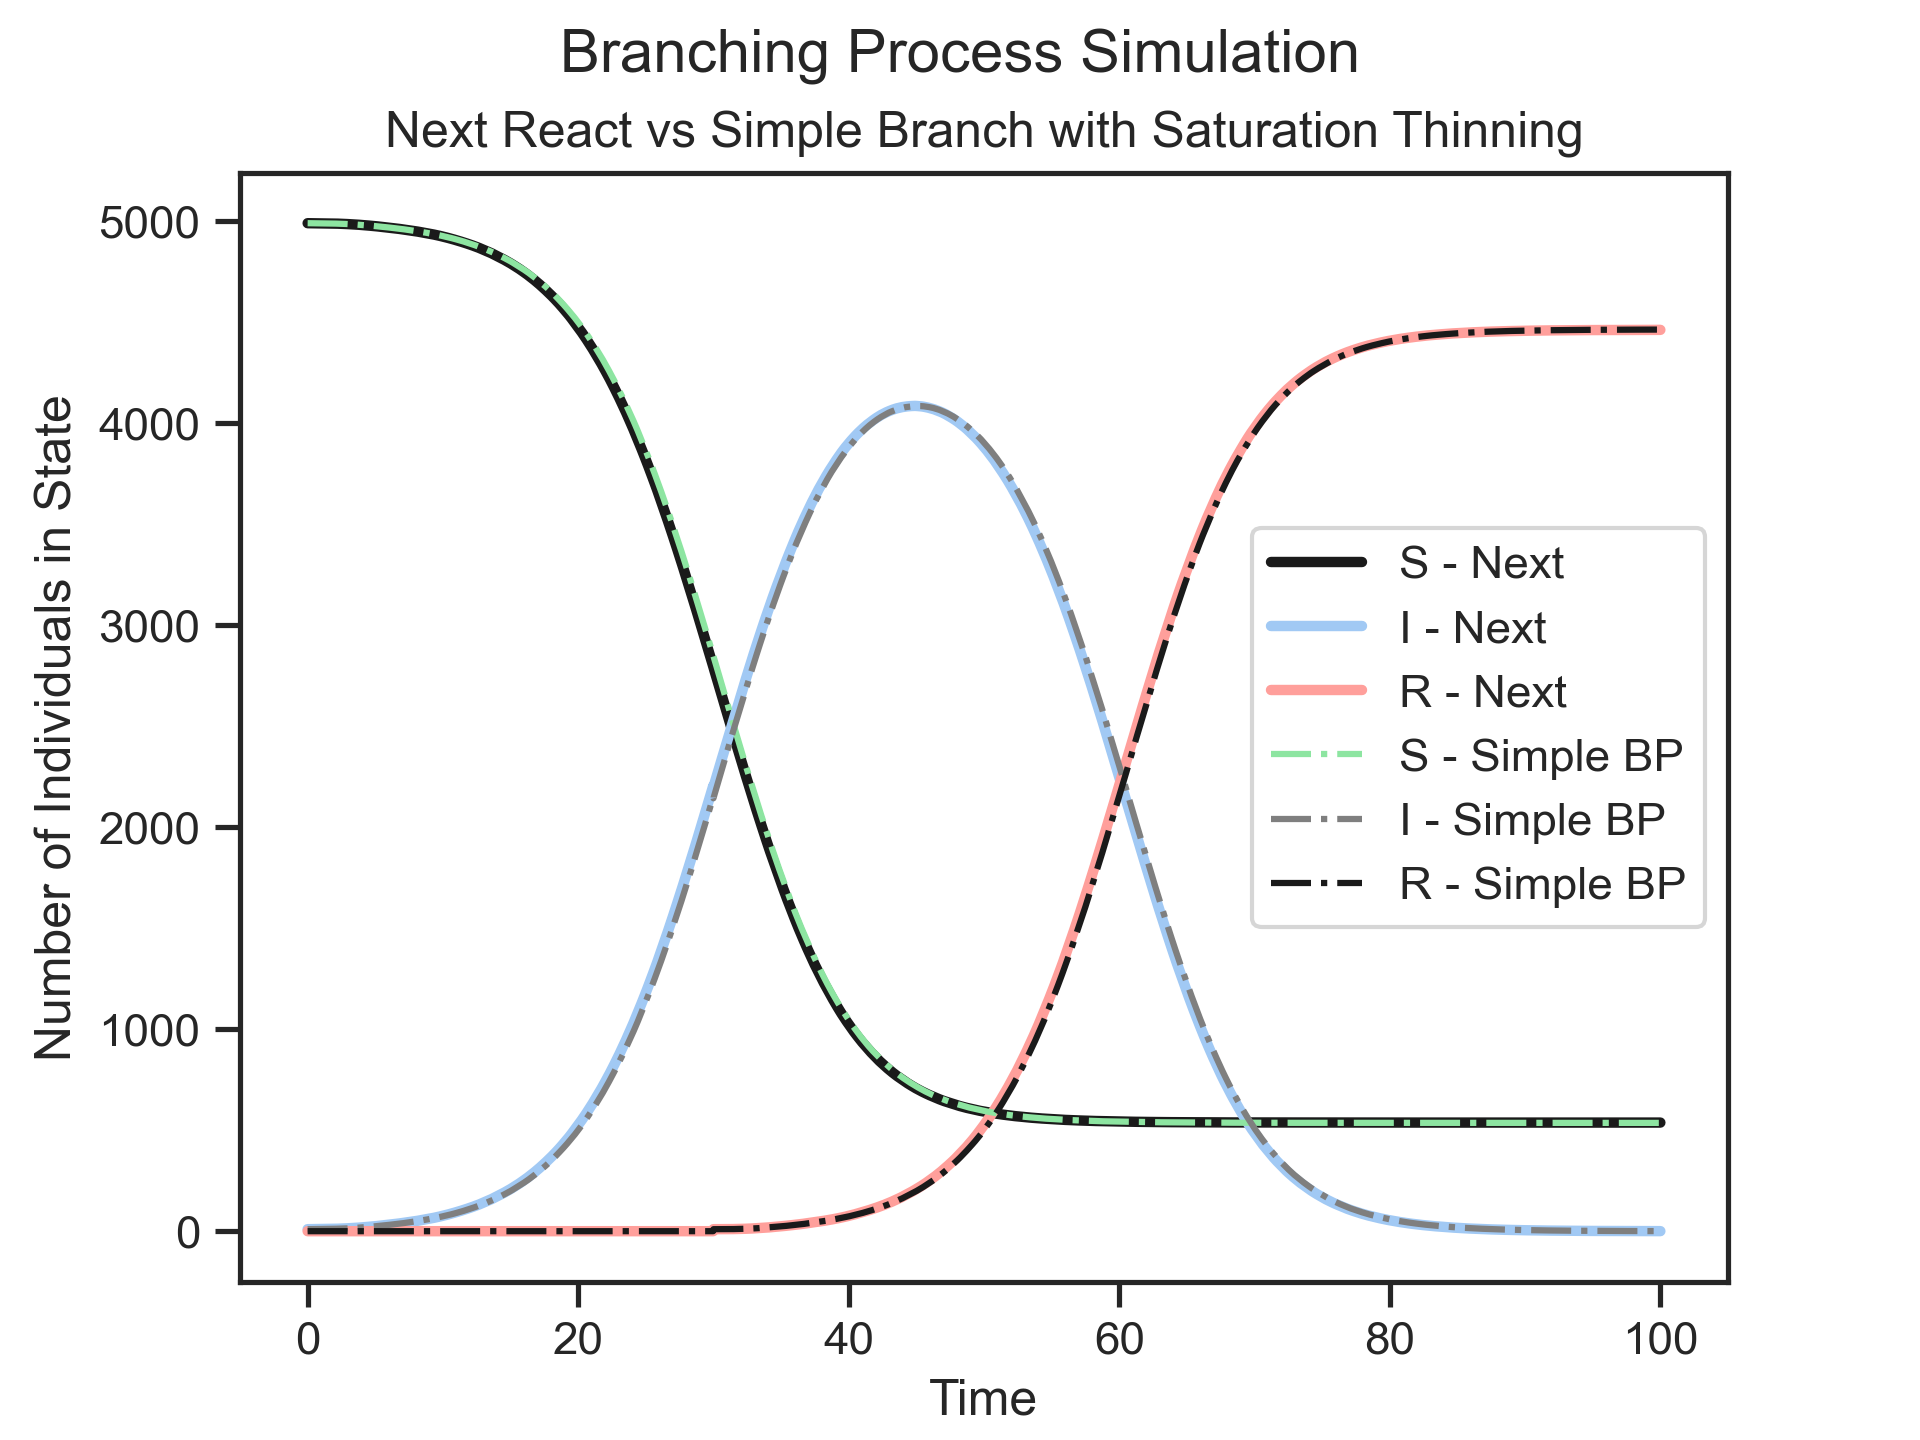 Branching Process Simulation
Next React vs Simple Branch with Saturation Thinning
Number of Individuals in State
5000
4000
3000
2000
1000
0
S - Next
I - Next
R - Next
S - Simple BP
I - Simple BP
R - Simple BP
0 20 40 60 80 100
Time